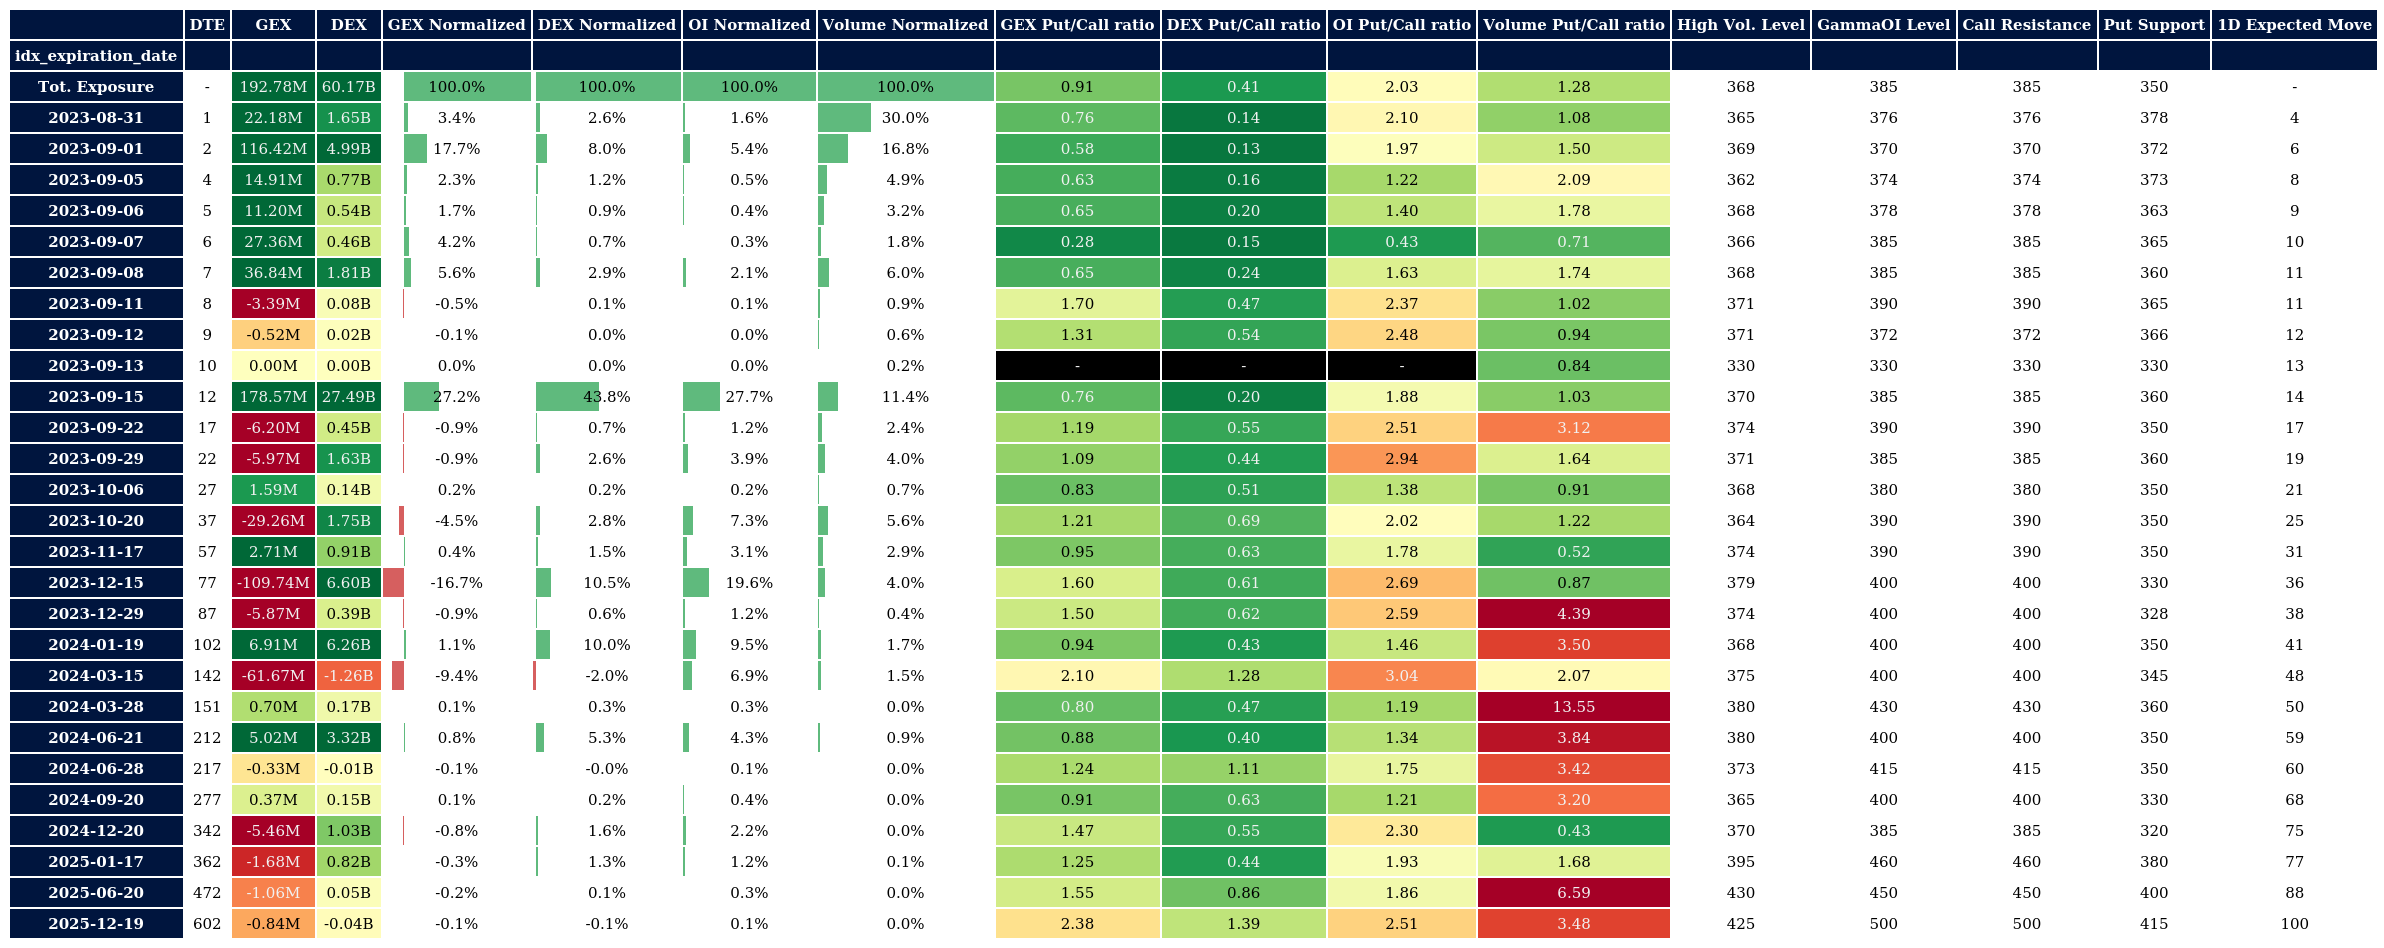 DTE GEX DEX GEX Normalized DEX Normalized OI Normalized Volume Normalized GEX Put/Call ratio DEX Put/Call ratio OI Put/Call ratio Volume Put/Call ratio High Vol. Level GammaOI Level Call Resistance Put Support 1D Expected Move
idx_expiration_date
Tot. Exposure - 192.78M 60.17B 100.0% 100.0% 100.0% 100.0% 0.91 0.41 2.03 1.28 368 385 385 350 -
2023-08-31 1 22.18M 1.65B 3.4% 2.6% 1.6% 30.0% 0.76 0.14 2.10 1.08 365 376 376 378 4
2023-09-01 2 116.42M 4.99B 17.7% 8.0% 5.4% 16.8% 0.58 0.13 1.97 1.50 369 370 370 372 6
2023-09-05 4 14.91M 0.77B 2.3% 1.2% 0.5% 4.9% 0.63 0.16 1.22 2.09 362 374 374 373 8
2023-09-06 5 11.20M 0.54B 1.7% 0.9% 0.4% 3.2% 0.65 0.20 1.40 1.78 368 378 378 363 9
2023-09-07 6 27.36M 0.46B 4.2% 0.7% 0.3% 1.8% 0.28 0.15 0.43 0.71 366 385 385 365 10
2023-09-08 7 36.84M 1.81B 5.6% 2.9% 2.1% 6.0% 0.65 0.24 1.63 1.74 368 385 385 360 11
2023-09-11 8 -3.39M 0.08B -0.5% 0.1% 0.1% 0.9% 1.70 0.47 2.37 1.02 371 390 390 365 11
2023-09-12 9 -0.52M 0.02B -0.1% 0.0% 0.0% 0.6% 1.31 0.54 2.48 0.94 371 372 372 366 12
2023-09-13 10 0.00M 0.00B 0.0% 0.0% 0.0% 0.2% - - - 0.84 330 330 330 330 13
2023-09-15 12 178.57M 27.49B 27.2% 43.8% 27.7% 11.4% 0.76 0.20 1.88 1.03 370 385 385 360 14
2023-09-22 17 -6.20M 0.45B -0.9% 0.7% 1.2% 2.4% 1.19 0.55 2.51 3.12 374 390 390 350 17
2023-09-29 22 -5.97M 1.63B -0.9% 2.6% 3.9% 4.0% 1.09 0.44 2.94 1.64 371 385 385 360 19
2023-10-06 27 1.59M 0.14B 0.2% 0.2% 0.2% 0.7% 0.83 0.51 1.38 0.91 368 380 380 350 21
2023-10-20 37 -29.26M 1.75B -4.5% 2.8% 7.3% 5.6% 1.21 0.69 2.02 1.22 364 390 390 350 25
2023-11-17 57 2.71M 0.91B 0.4% 1.5% 3.1% 2.9% 0.95 0.63 1.78 0.52 374 390 390 350 31
2023-12-15 77 -109.74M 6.60B -16.7% 10.5% 19.6% 4.0% 1.60 0.61 2.69 0.87 379 400 400 330 36
2023-12-29 87 -5.87M 0.39B -0.9% 0.6% 1.2% 0.4% 1.50 0.62 2.59 4.39 374 400 400 328 38
2024-01-19 102 6.91M 6.26B 1.1% 10.0% 9.5% 1.7% 0.94 0.43 1.46 3.50 368 400 400 350 41
2024-03-15 142 -61.67M -1.26B -9.4% -2.0% 6.9% 1.5% 2.10 1.28 3.04 2.07 375 400 400 345 48
2024-03-28 151 0.70M 0.17B 0.1% 0.3% 0.3% 0.0% 0.80 0.47 1.19 13.55 380 430 430 360 50
2024-06-21 212 5.02M 3.32B 0.8% 5.3% 4.3% 0.9% 0.88 0.40 1.34 3.84 380 400 400 350 59
2024-06-28 217 -0.33M -0.01B -0.1% -0.0% 0.1% 0.0% 1.24 1.11 1.75 3.42 373 415 415 350 60
2024-09-20 277 0.37M 0.15B 0.1% 0.2% 0.4% 0.0% 0.91 0.63 1.21 3.20 365 400 400 330 68
2024-12-20 342 -5.46M 1.03B -0.8% 1.6% 2.2% 0.0% 1.47 0.55 2.30 0.43 370 385 385 320 75
2025-01-17 362 -1.68M 0.82B -0.3% 1.3% 1.2% 0.1% 1.25 0.44 1.93 1.68 395 460 460 380 77
2025-06-20 472 -1.06M 0.05B -0.2% 0.1% 0.3% 0.0% 1.55 0.86 1.86 6.59 430 450 450 400 88
2025-12-19 602 -0.84M -0.04B -0.1% -0.1% 0.1% 0.0% 2.38 1.39 2.51 3.48 425 500 500 415 100